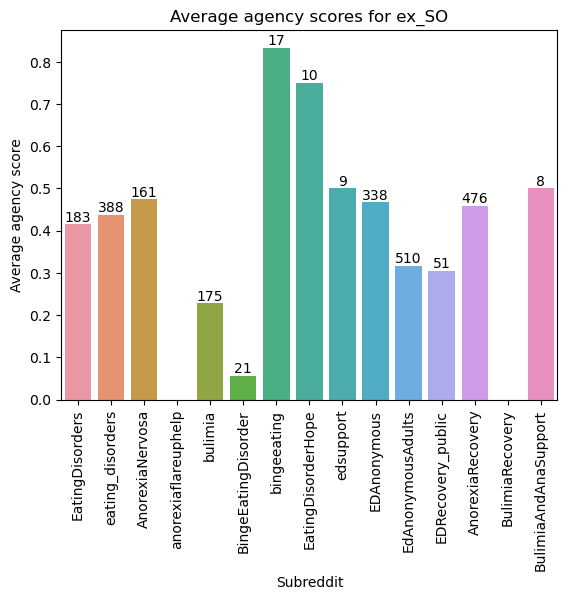 Average agency scores for ex_SO
Average agency score
0.8
0.7
0.6
0.5
0.4
0.3
0.2
0.1
0.0
183
388
161
175
21
17
10
9
338
510
51
476
8
EatingDisorders
eating_disorders
AnorexiaNervosa
anorexiaflareuphelp
bulimia
BingeEatingDisorder
bingeeating
EatingDisorderHope
edsupport
EDAnonymous
EdAnonymousAdults
EDRecovery_public
AnorexiaRecovery
BulimiaRecovery
BulimiaAndAnaSupport
Subreddit